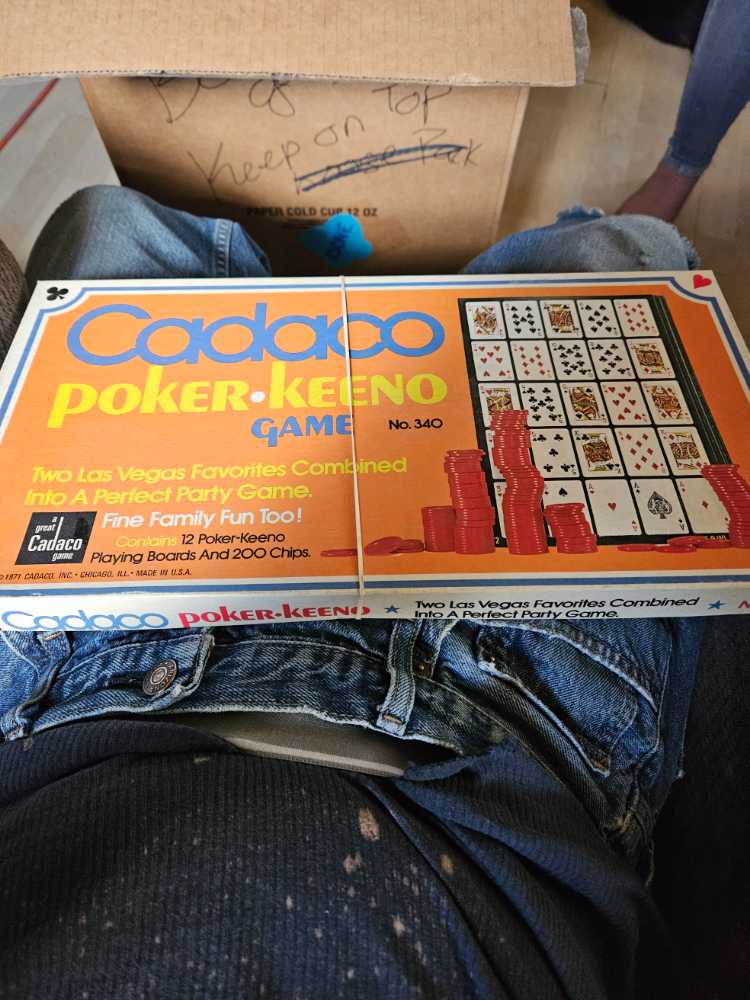 on TOP
Keep
PAPER COLD CUP 12 OZ
DONE
Cadaco
POKER·KEENO
GAME
No. 340
Two Las Vegas Favorites Combined
Into A Perfect Party Game.
a
great
Cadaco
game
Fine Family Fun Too!
Contains 12 Poker-Keeno
Playing Boards And 200 Chips.
©1971 CADACO, INC. • CHICAGO, ILL. • MADE IN U.S.A.
Cadaco POKER·KEENO ★ Two Las Vegas Favorites Combined
Into A Perfect Party Game. ★